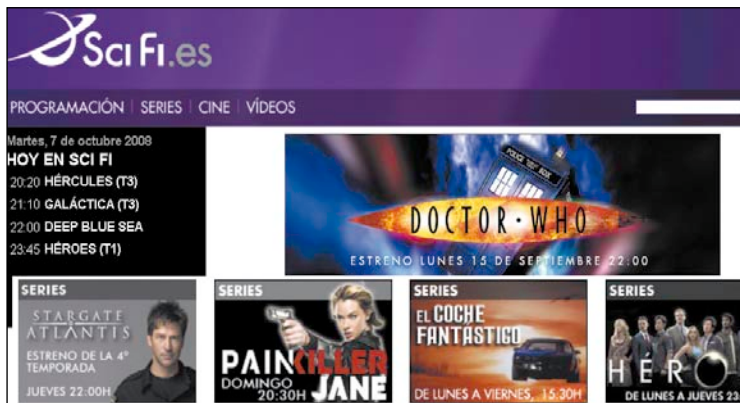 SCI FI.es
PROGRAMACIÓN | SERIES | CINE | VÍDEOS
Martes, 7 de octubre 2008
HOY EN SCI FI
20:20 HÉRCULES (T3)
21:10 GALÁCTICA (T3)
22:00 DEEP BLUE SEA
23:45 HÉROES (T1)
POLICE BOX
DOCTOR • WHO
ESTRENO LUNES 15 DE SEPTIEMBRE 22:00
SERIES
STARGATE
ATLANTIS
ESTRENO DE LA 4ª
TEMPORADA
JUEVES 22:00H
SERIES
PAINKILLER
JANE
DOMINGO
20:30H
SERIES
EL COCHE
FANTÁSTICO
DE LUNES A VIERNES, 15:30H
SERIES
HÉRO
DE LUNES A JUEVES 23